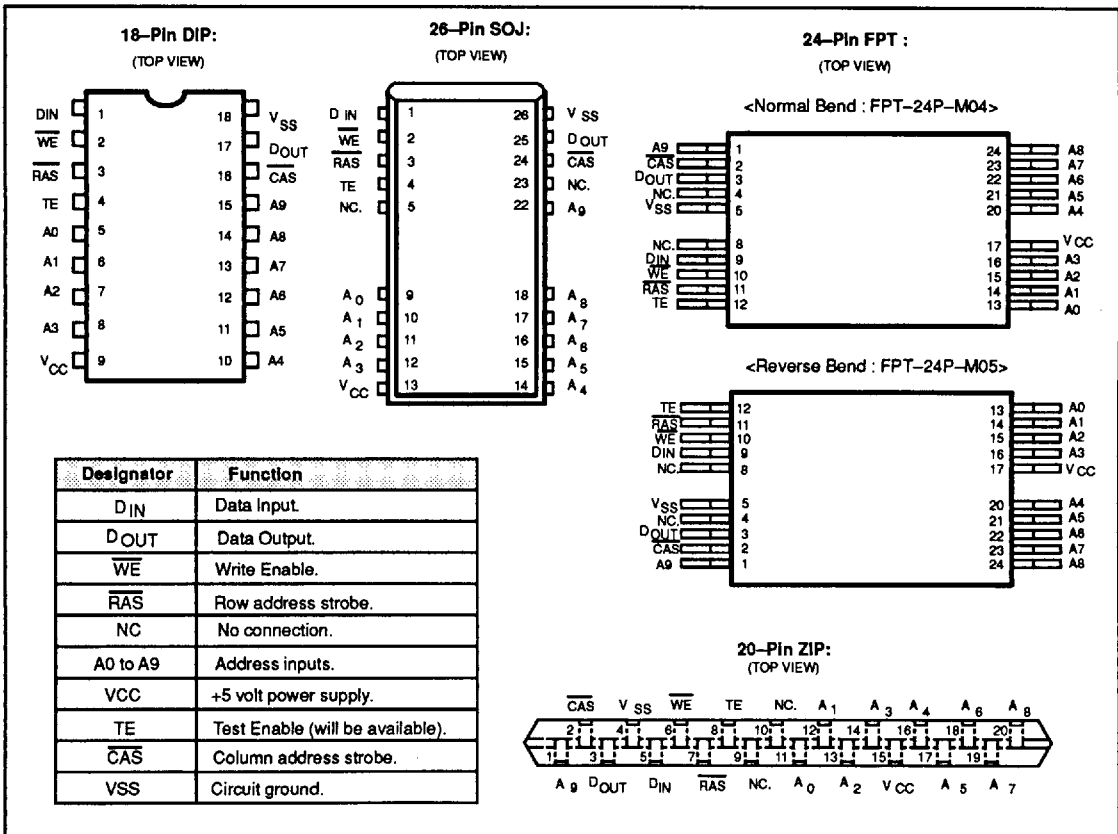 18–Pin DIP:
(TOP VIEW)
DIN 1 18 VSS
WE 2 17 DOUT
RAS 3 16 CAS
TE 4 15 A9
A0 5 14 A8
A1 6 13 A7
A2 7 12 A6
A3 8 11 A5
VCC 9 10 A4
26–Pin SOJ:
(TOP VIEW)
D IN 1 26 V SS
WE 2 25 D OUT
RAS 3 24 CAS
TE 4 23 NC.
NC. 5 22 A9
A0 9 18 A8
A1 10 17 A7
A2 11 16 A6
A3 12 15 A5
VCC 13 14 A4
24–Pin FPT :
(TOP VIEW)
<Normal Bend : FPT–24P–M04>
A9 1 24 A8
CAS 2 23 A7
DOUT 3 22 A6
NC. 4 21 A5
VSS 5 20 A4
NC. 8 17 VCC
DIN 9 16 A3
WE 10 15 A2
RAS 11 14 A1
TE 12 13 A0
<Reverse Bend : FPT–24P–M05>
TE 12 13 A0
RAS 11 14 A1
WE 10 15 A2
DIN 9 16 A3
NC. 8 17 VCC
VSS 5 20 A4
NC. 4 21 A5
DOUT 3 22 A6
CAS 2 23 A7
A9 1 24 A8
Designator Function
DIN Data Input.
DOUT Data Output.
WE Write Enable.
RAS Row address strobe.
NC No connection.
A0 to A9 Address inputs.
VCC +5 volt power supply.
TE Test Enable (will be available).
CAS Column address strobe.
VSS Circuit ground.
20–Pin ZIP:
(TOP VIEW)
CAS VSS WE TE NC. A1 A3 A4 A6 A8
2 4 6 8 10 12 14 16 18 20
1 3 5 7 9 11 13 15 17 19
A9 DOUT DIN RAS NC. A0 A2 VCC A5 A7